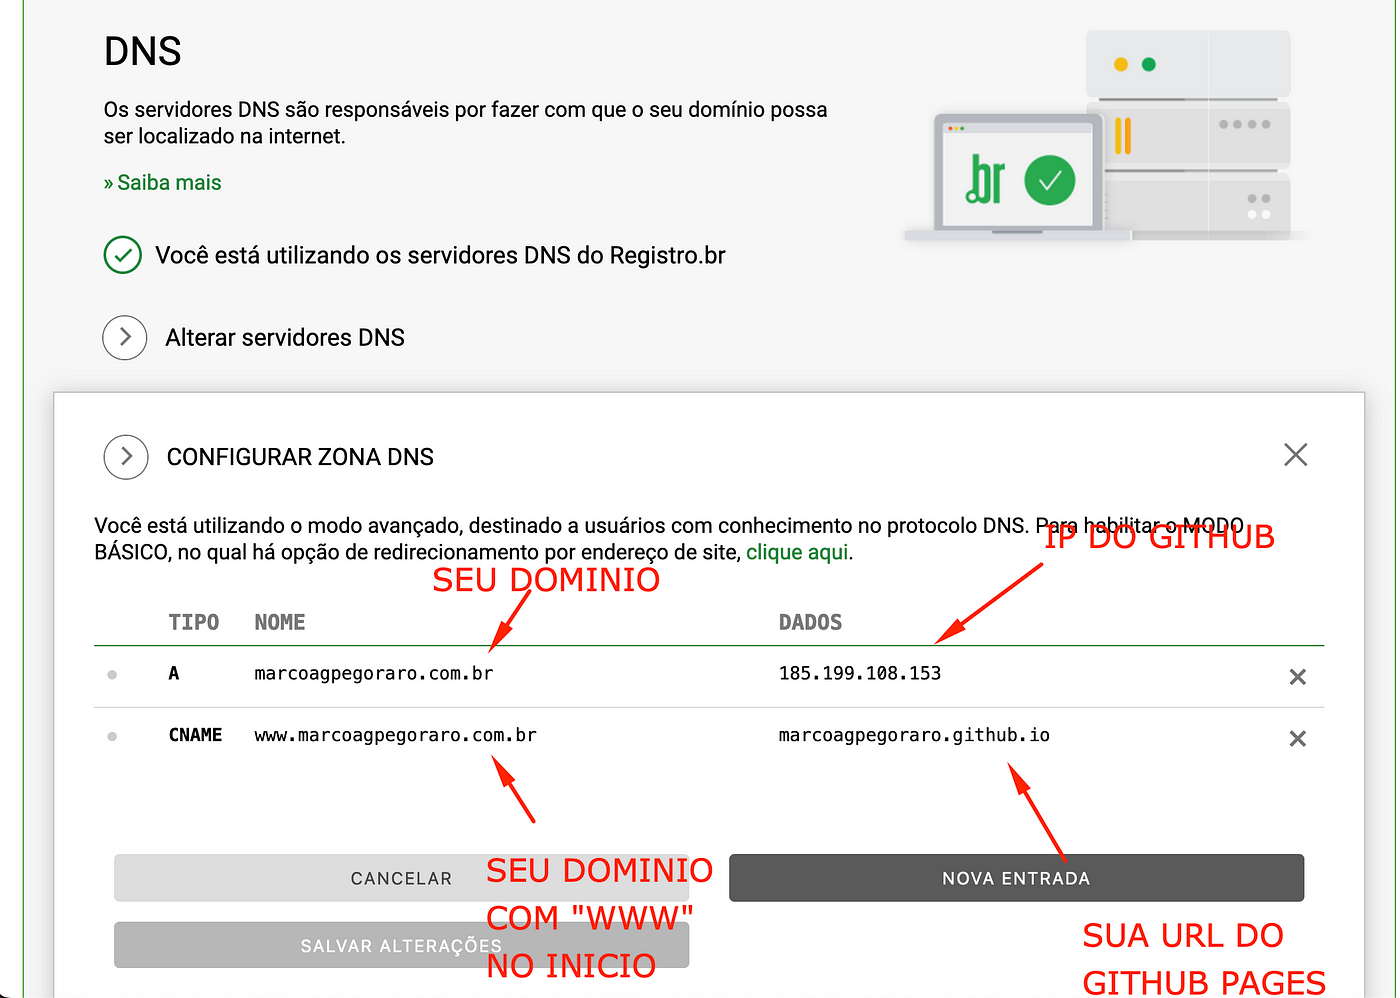 DNS
Os servidores DNS são responsáveis por fazer com que o seu domínio possa
ser localizado na internet.
» Saiba mais
.br
Você está utilizando os servidores DNS do Registro.br
Alterar servidores DNS
CONFIGURAR ZONA DNS
Você está utilizando o modo avançado, destinado a usuários com conhecimento no protocolo DNS. Para habilitar o MODO
BÁSICO, no qual há opção de redirecionamento por endereço de site, clique aqui.
IP DO GITHUB
SEU DOMINIO
TIPO NOME DADOS
A marcoagpegoraro.com.br 185.199.108.153
CNAME www.marcoagpegoraro.com.br marcoagpegoraro.github.io
CANCELAR
NOVA ENTRADA
SALVAR ALTERAÇÕES
SEU DOMINIO
COM "WWW"
NO INICIO
SUA URL DO
GITHUB PAGES